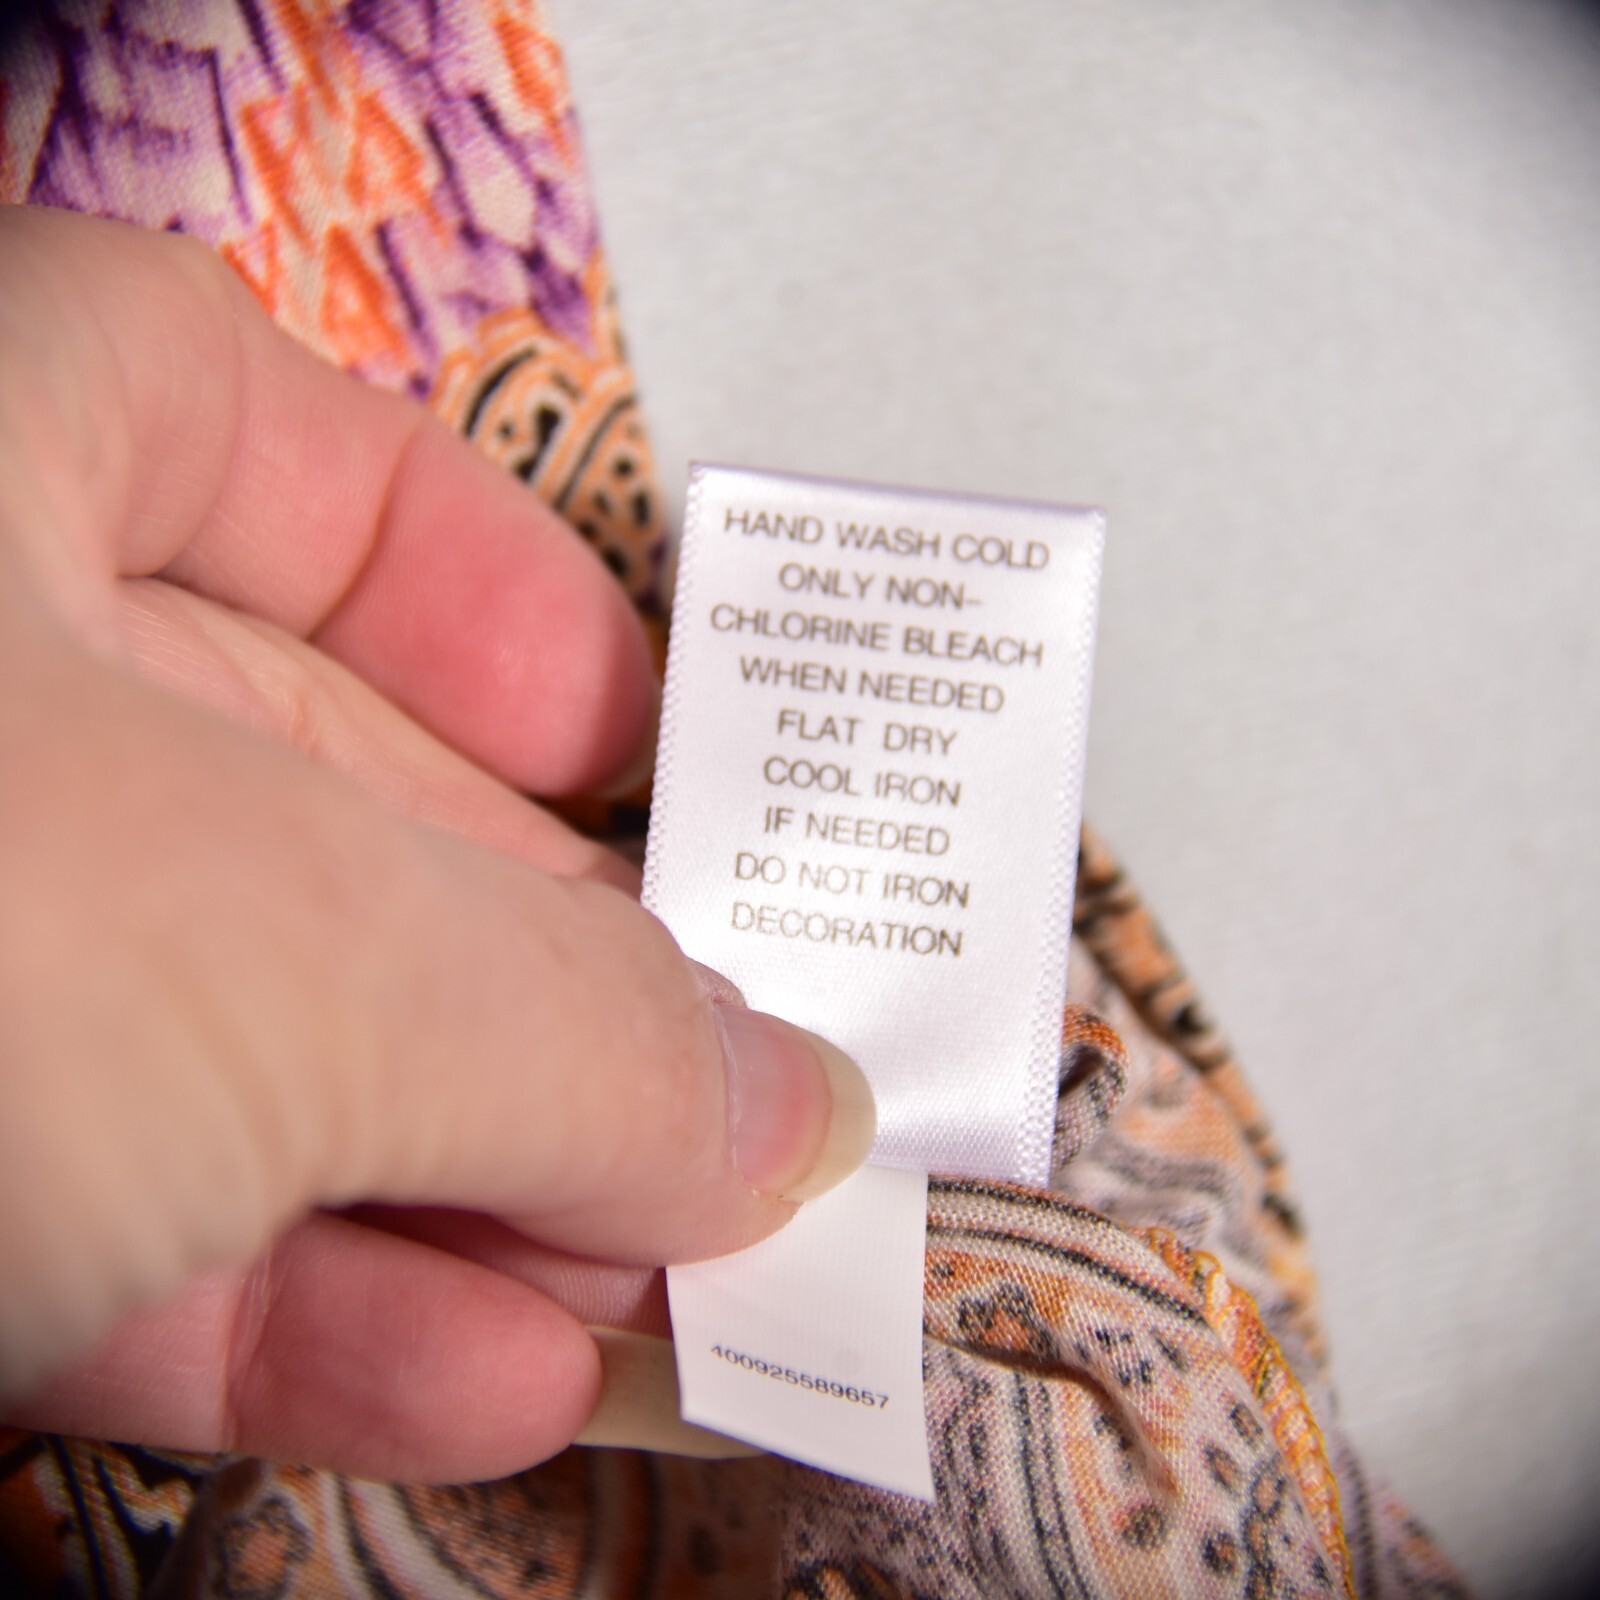 HAND WASH COLD
ONLY NON-
CHLORINE BLEACH
WHEN NEEDED
FLAT DRY
COOL IRON
IF NEEDED
DO NOT IRON
DECORATION
400925589657